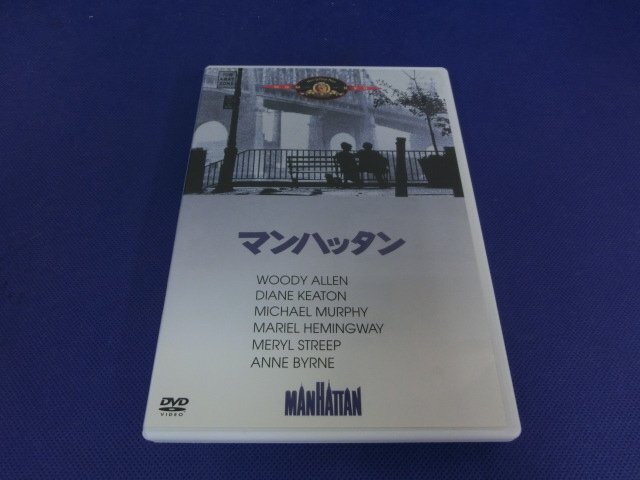 マンハッタン
WOODY ALLEN
DIANE KEATON
MICHAEL MURPHY
MARIEL HEMINGWAY
MERYL STREEP
ANNE BYRNE
DVD
VIDEO
MANHATTAN